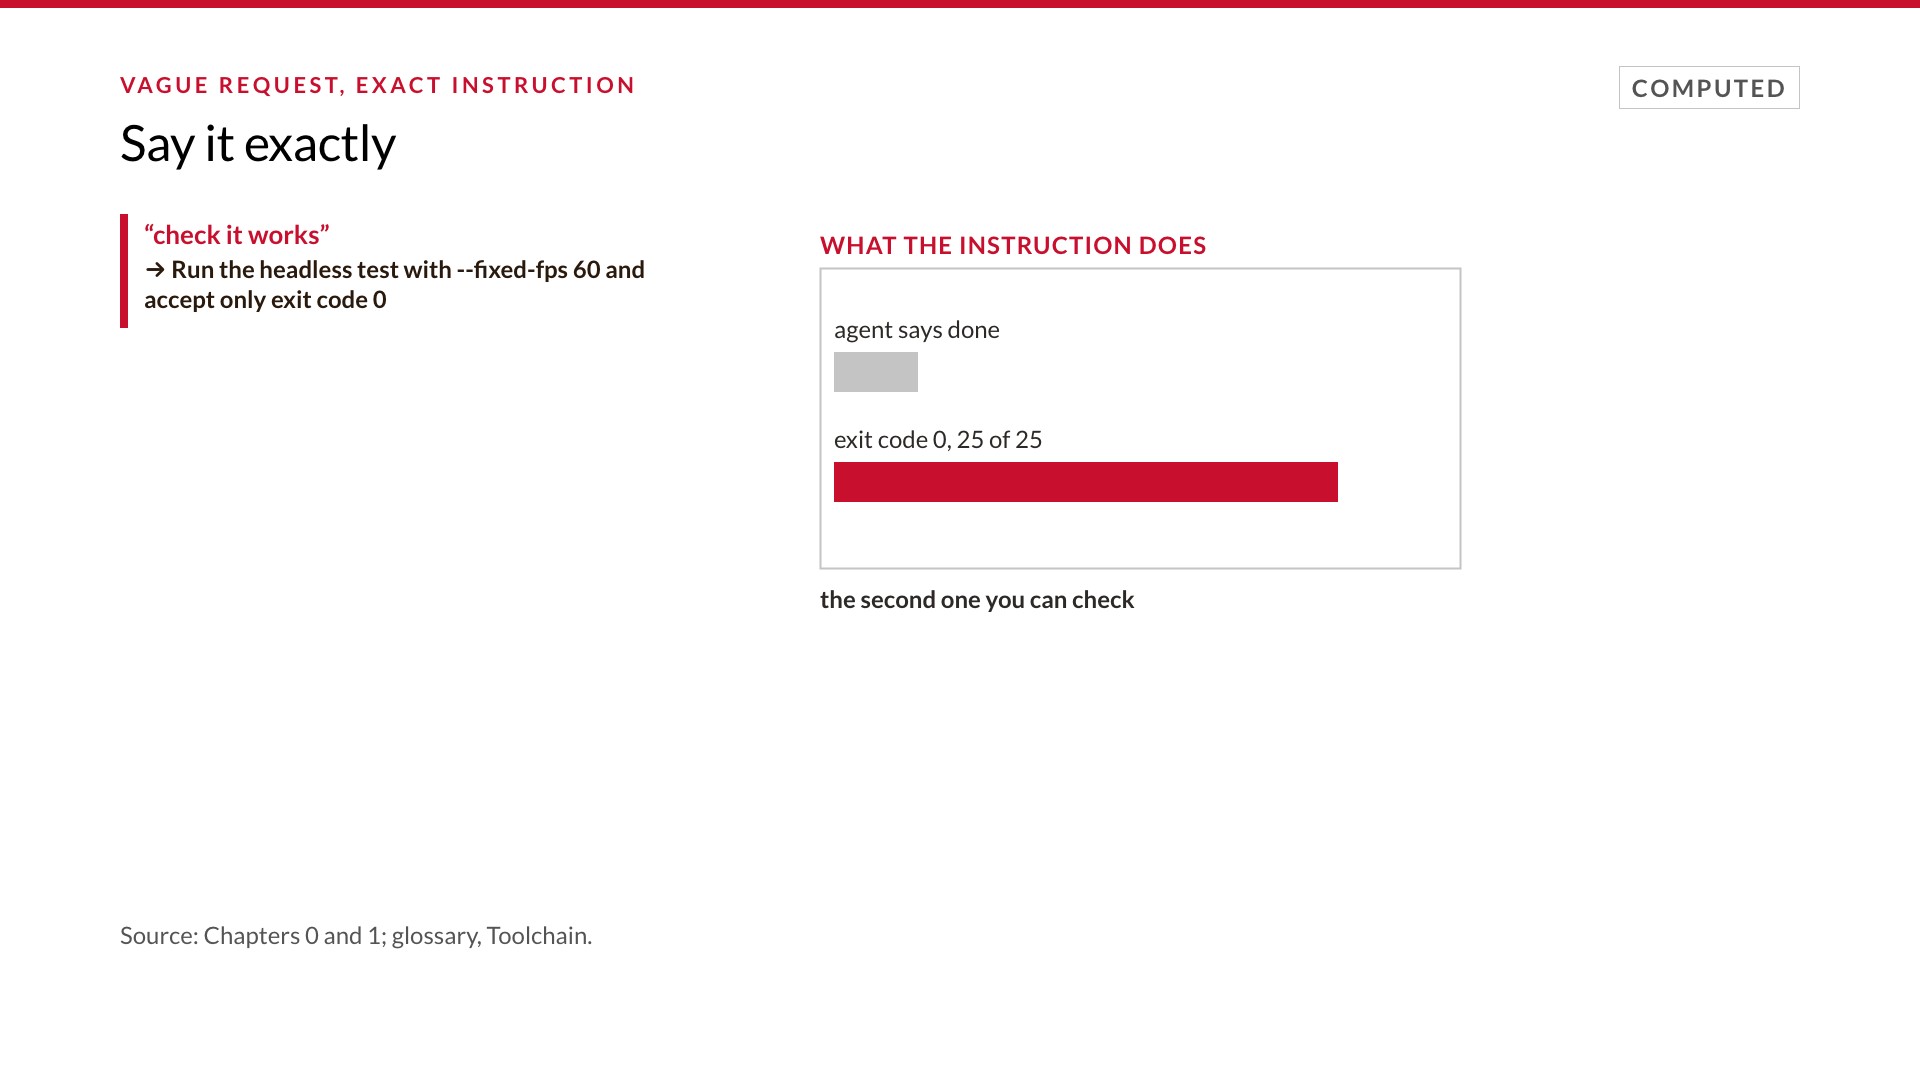 VAGUE REQUEST, EXACT INSTRUCTION
COMPUTED
Say it exactly
“check it works”
→ Run the headless test with --fixed-fps 60 and
accept only exit code 0
WHAT THE INSTRUCTION DOES
agent says done
exit code 0, 25 of 25
the second one you can check
Source: Chapters 0 and 1; glossary, Toolchain.